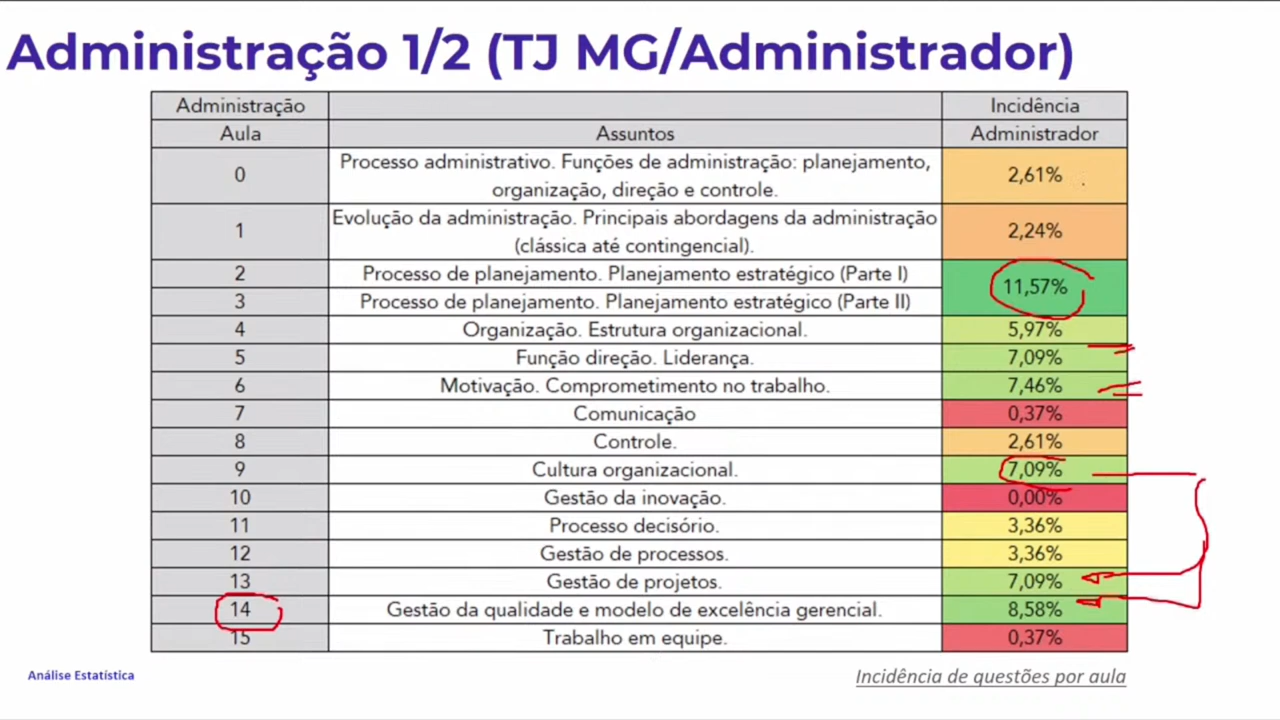 Administração 1/2 (TJ MG/Administrador)
Administração Incidência
Aula Assuntos Administrador
0 Processo administrativo. Funções de administração: planejamento, organização, direção e controle. 2,61%
1 Evolução da administração. Principais abordagens da administração (clássica até contingencial). 2,24%
2 Processo de planejamento. Planejamento estratégico (Parte I) 11,57%
3 Processo de planejamento. Planejamento estratégico (Parte II)
4 Organização. Estrutura organizacional. 5,97%
5 Função direção. Liderança. 7,09%
6 Motivação. Comprometimento no trabalho. 7,46%
7 Comunicação 0,37%
8 Controle. 2,61%
9 Cultura organizacional. 7,09%
10 Gestão da inovação. 0,00%
11 Processo decisório. 3,36%
12 Gestão de processos. 3,36%
13 Gestão de projetos. 7,09%
14 Gestão da qualidade e modelo de excelência gerencial. 8,58%
15 Trabalho em equipe. 0,37%
Análise Estatística
Incidência de questões por aula